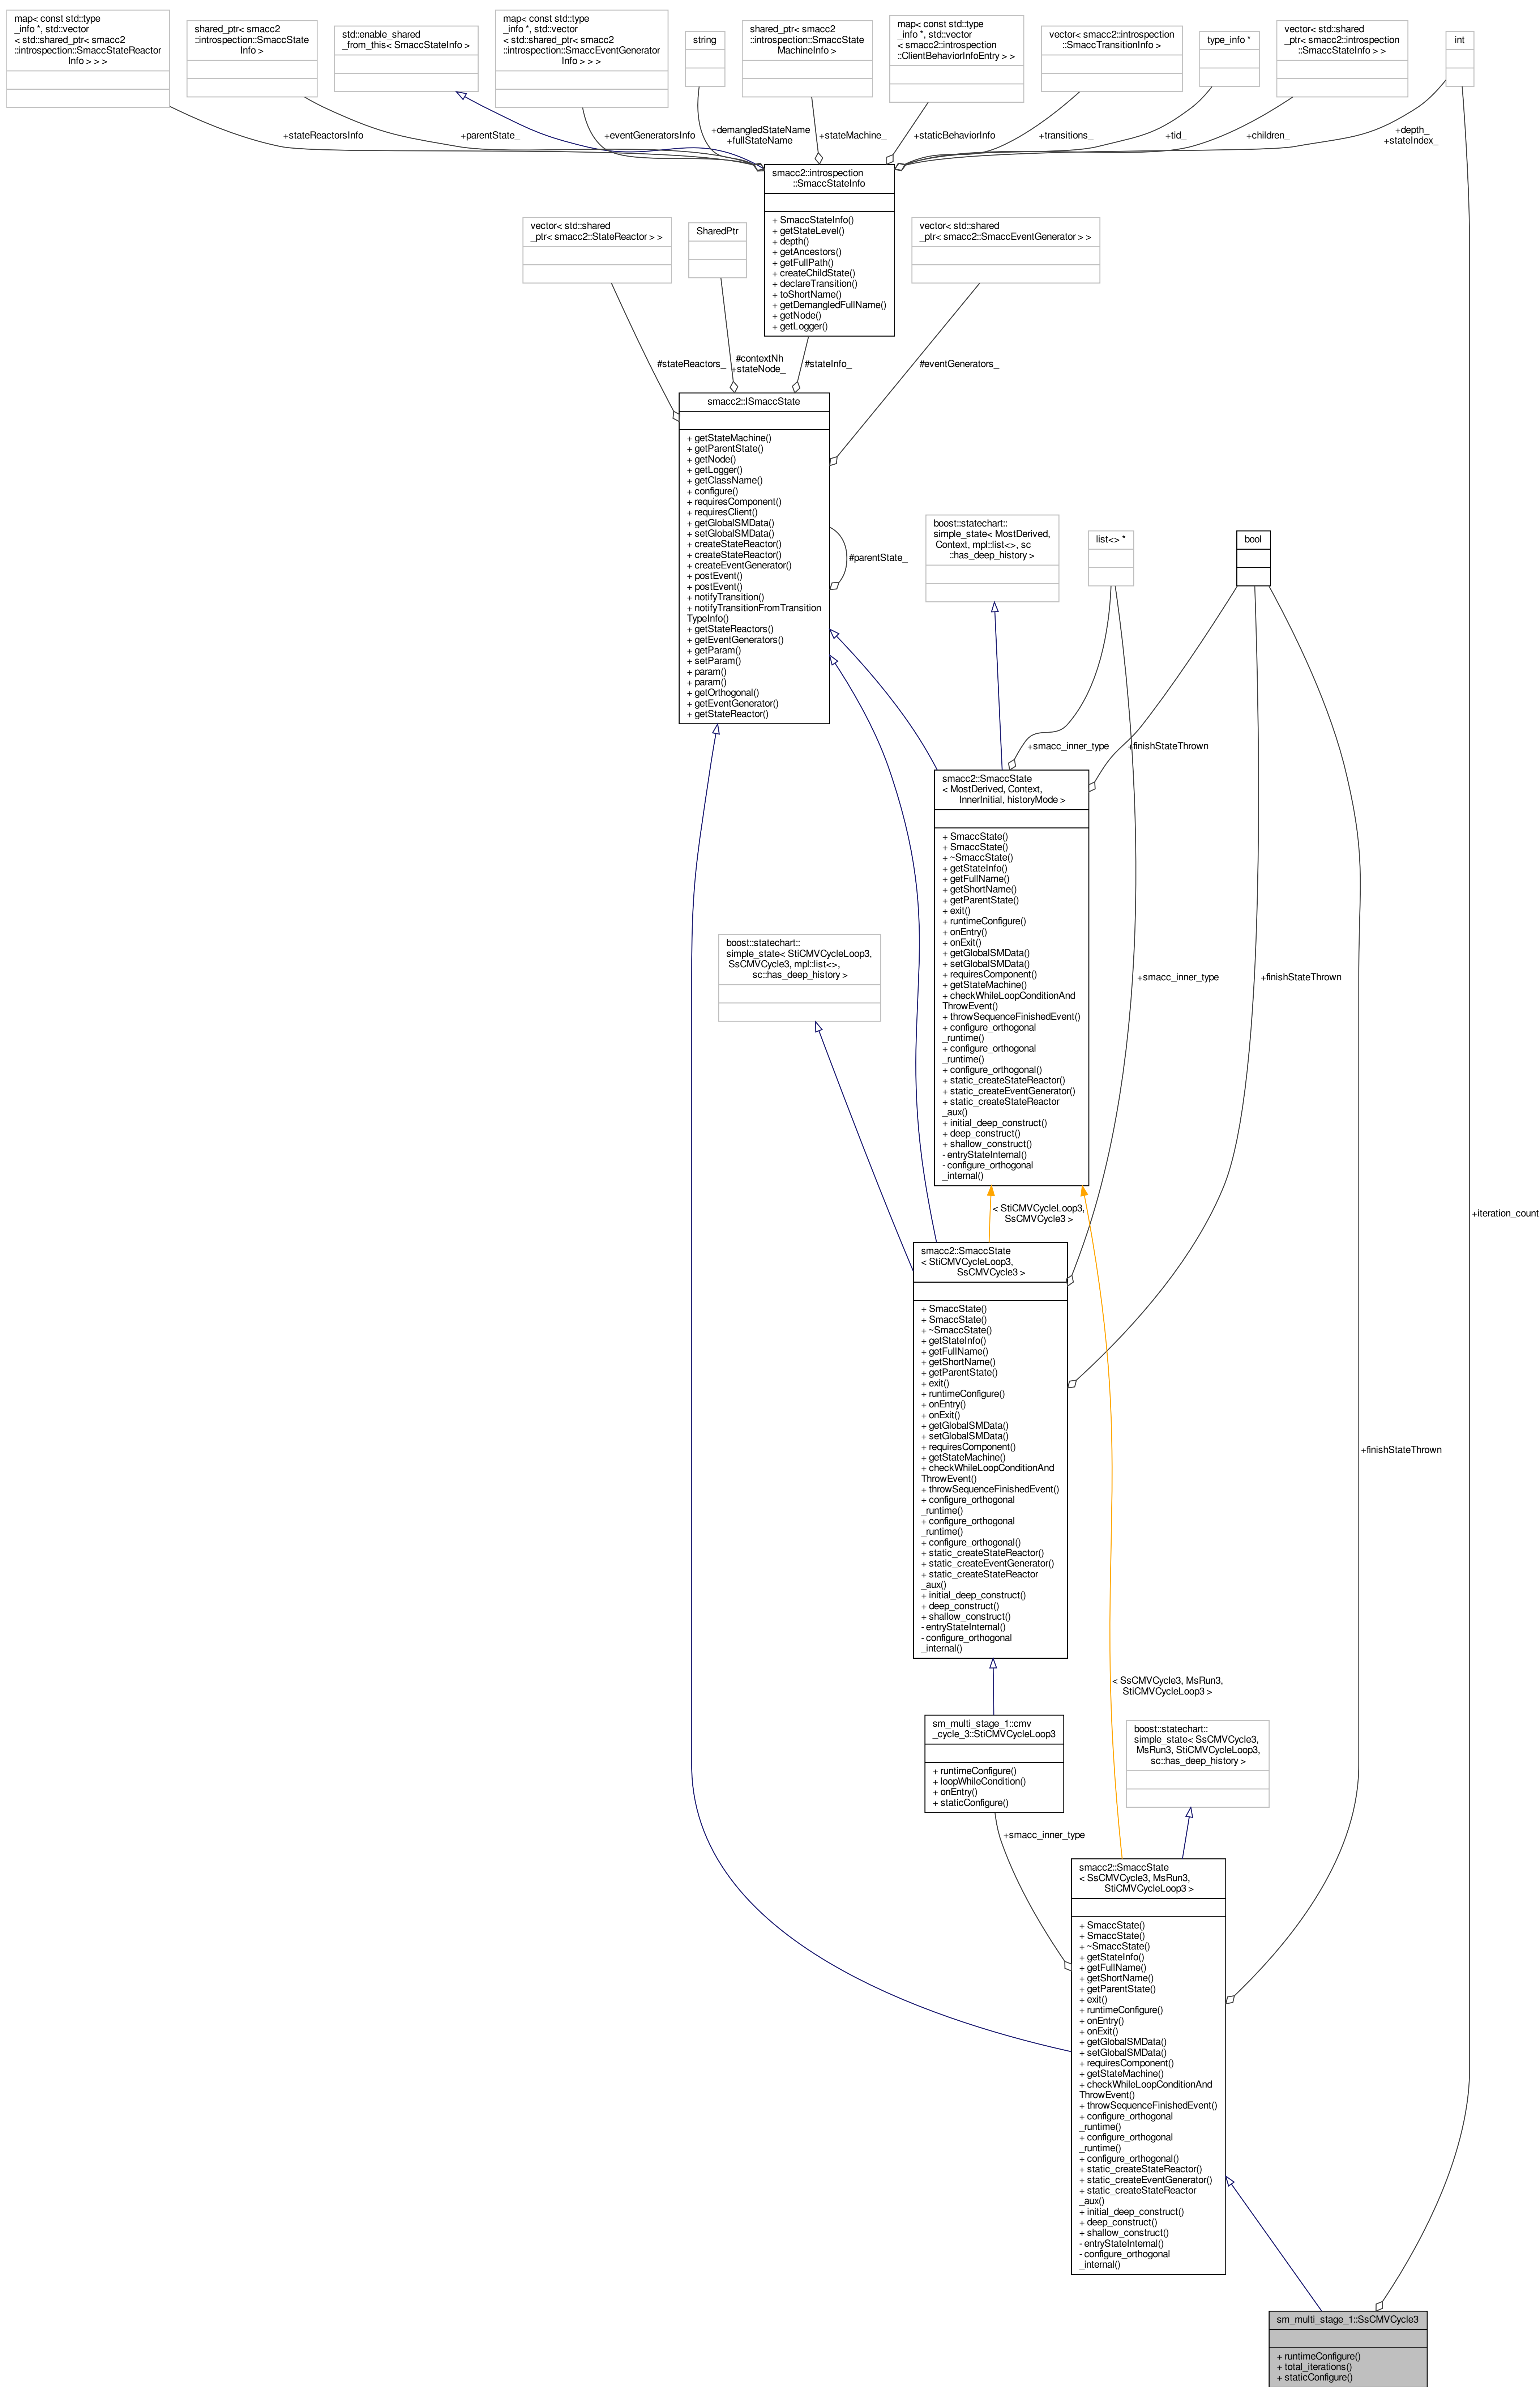 map< const std::type
_info *, std::vector
< std::shared_ptr< smacc2
::introspection::SmaccStateReactor
Info > > >
shared_ptr< smacc2
::introspection::SmaccState
Info >
std::enable_shared
_from_this< SmaccStateInfo >
map< const std::type
_info *, std::vector
< std::shared_ptr< smacc2
::introspection::SmaccEventGenerator
Info > > >
string
shared_ptr< smacc2
::introspection::SmaccState
MachineInfo >
map< const std::type
_info *, std::vector
< smacc2::introspection
::ClientBehaviorInfoEntry > >
vector< smacc2::introspection
::SmaccTransitionInfo >
type_info *
vector< std::shared
_ptr< smacc2::introspection
::SmaccStateInfo > >
int
+stateReactorsInfo
+parentState_
+eventGeneratorsInfo
+demangledStateName
+fullStateName
+stateMachine_
+staticBehaviorInfo
+transitions_
+tid_
+children_
+depth_
+stateIndex_
smacc2::introspection
::SmaccStateInfo
+ SmaccStateInfo()
+ getStateLevel()
+ depth()
+ getAncestors()
+ getFullPath()
+ createChildState()
+ declareTransition()
+ toShortName()
+ getDemangledFullName()
+ getNode()
+ getLogger()
vector< std::shared
_ptr< smacc2::StateReactor > >
SharedPtr
vector< std::shared
_ptr< smacc2::SmaccEventGenerator > >
#stateReactors_
#contextNh
+stateNode_
#stateInfo_
#eventGenerators_
smacc2::ISmaccState
+ getStateMachine()
+ getParentState()
+ getNode()
+ getLogger()
+ getClassName()
+ configure()
+ requiresComponent()
+ requiresClient()
+ getGlobalSMData()
+ setGlobalSMData()
+ createStateReactor()
+ createStateReactor()
+ createEventGenerator()
+ postEvent()
+ postEvent()
+ notifyTransition()
+ notifyTransitionFromTransition
TypeInfo()
+ getStateReactors()
+ getEventGenerators()
+ getParam()
+ setParam()
+ param()
+ param()
+ getOrthogonal()
+ getEventGenerator()
+ getStateReactor()
#parentState_
boost::statechart::
simple_state< MostDerived,
Context, mpl::list<>, sc
::has_deep_history >
list<> *
bool
+smacc_inner_type
+finishStateThrown
smacc2::SmaccState
< MostDerived, Context,
InnerInitial, historyMode >
+ SmaccState()
+ SmaccState()
+ ~SmaccState()
+ getStateInfo()
+ getFullName()
+ getShortName()
+ getParentState()
+ exit()
+ runtimeConfigure()
+ onEntry()
+ onExit()
+ getGlobalSMData()
+ setGlobalSMData()
+ requiresComponent()
+ getStateMachine()
+ checkWhileLoopConditionAnd
ThrowEvent()
+ throwSequenceFinishedEvent()
+ configure_orthogonal
_runtime()
+ configure_orthogonal
_runtime()
+ configure_orthogonal()
+ static_createStateReactor()
+ static_createEventGenerator()
+ static_createStateReactor
_aux()
+ initial_deep_construct()
+ deep_construct()
+ shallow_construct()
- entryStateInternal()
- configure_orthogonal
_internal()
boost::statechart::
simple_state< StiCMVCycleLoop3,
SsCMVCycle3, mpl::list<>,
sc::has_deep_history >
+smacc_inner_type
+finishStateThrown
< StiCMVCycleLoop3,
SsCMVCycle3 >
+iteration_count
smacc2::SmaccState
< StiCMVCycleLoop3,
SsCMVCycle3 >
+ SmaccState()
+ SmaccState()
+ ~SmaccState()
+ getStateInfo()
+ getFullName()
+ getShortName()
+ getParentState()
+ exit()
+ runtimeConfigure()
+ onEntry()
+ onExit()
+ getGlobalSMData()
+ setGlobalSMData()
+ requiresComponent()
+ getStateMachine()
+ checkWhileLoopConditionAnd
ThrowEvent()
+ throwSequenceFinishedEvent()
+ configure_orthogonal
_runtime()
+ configure_orthogonal
_runtime()
+ configure_orthogonal()
+ static_createStateReactor()
+ static_createEventGenerator()
+ static_createStateReactor
_aux()
+ initial_deep_construct()
+ deep_construct()
+ shallow_construct()
- entryStateInternal()
- configure_orthogonal
_internal()
+finishStateThrown
< SsCMVCycle3, MsRun3,
StiCMVCycleLoop3 >
sm_multi_stage_1::cmv
_cycle_3::StiCMVCycleLoop3
+ runtimeConfigure()
+ loopWhileCondition()
+ onEntry()
+ staticConfigure()
boost::statechart::
simple_state< SsCMVCycle3,
MsRun3, StiCMVCycleLoop3,
sc::has_deep_history >
+smacc_inner_type
smacc2::SmaccState
< SsCMVCycle3, MsRun3,
StiCMVCycleLoop3 >
+ SmaccState()
+ SmaccState()
+ ~SmaccState()
+ getStateInfo()
+ getFullName()
+ getShortName()
+ getParentState()
+ exit()
+ runtimeConfigure()
+ onEntry()
+ onExit()
+ getGlobalSMData()
+ setGlobalSMData()
+ requiresComponent()
+ getStateMachine()
+ checkWhileLoopConditionAnd
ThrowEvent()
+ throwSequenceFinishedEvent()
+ configure_orthogonal
_runtime()
+ configure_orthogonal
_runtime()
+ configure_orthogonal()
+ static_createStateReactor()
+ static_createEventGenerator()
+ static_createStateReactor
_aux()
+ initial_deep_construct()
+ deep_construct()
+ shallow_construct()
- entryStateInternal()
- configure_orthogonal
_internal()
sm_multi_stage_1::SsCMVCycle3
+ runtimeConfigure()
+ total_iterations()
+ staticConfigure()